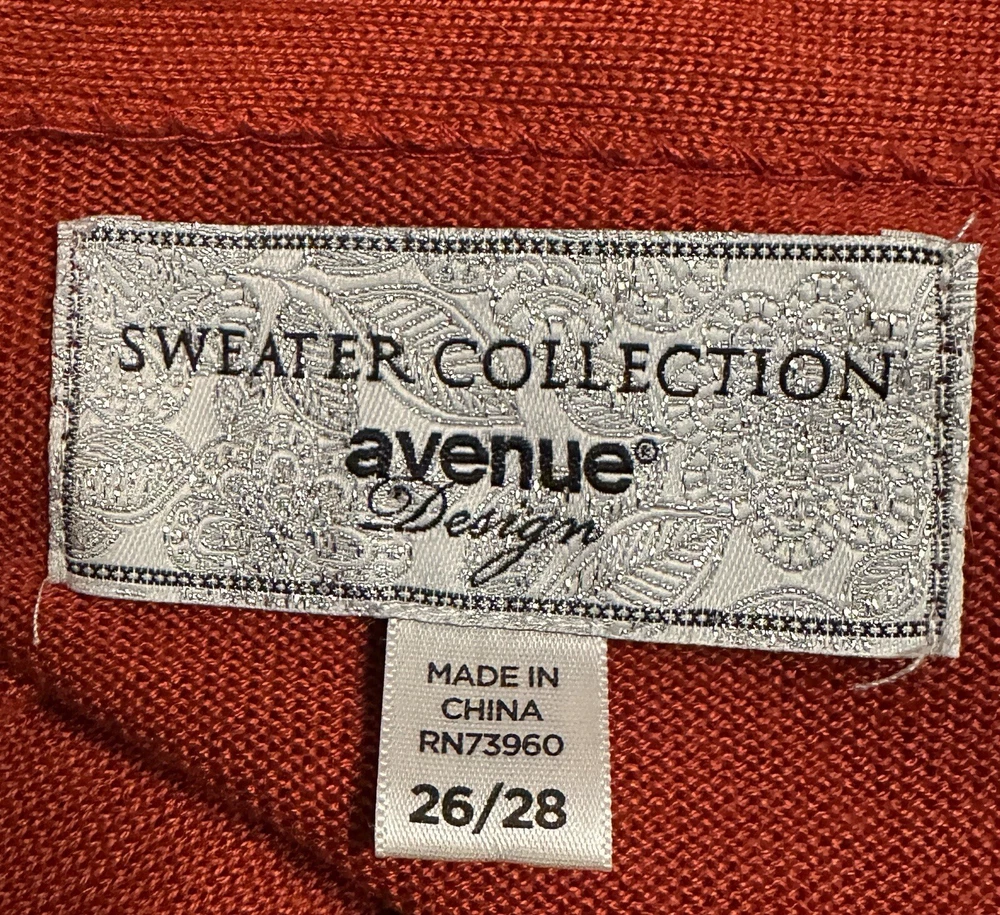 SWEATER COLLECTION
avenue®
Design
MADE IN
CHINA
RN73960
26/28